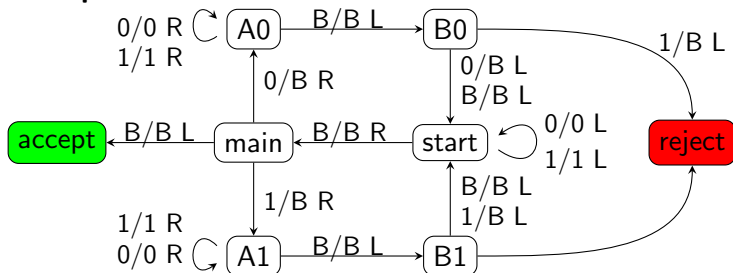 0/0 R
1/1 R
A0
B/B L
B0
1/B L
0/B R
0/B L
B/B L
accept
B/B L
main
B/B R
start
0/0 L
1/1 L
reject
1/B R
B/B L
1/B L
1/1 R
0/0 R
A1
B/B L
B1